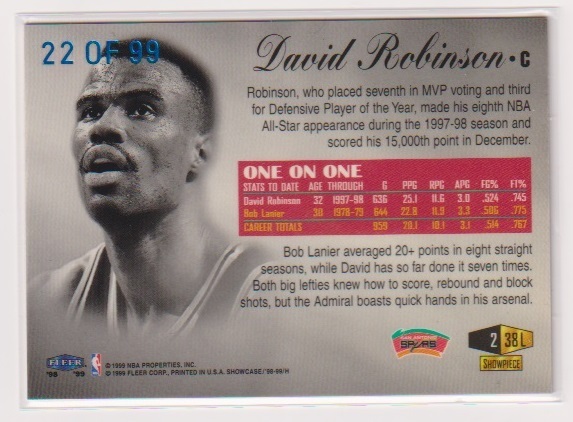 22 OF 99
David Robinson • C
Robinson, who placed seventh in MVP voting and third
for Defensive Player of the Year, made his eighth NBA
All-Star appearance during the 1997-98 season and
scored his 15,000th point in December.
ONE ON ONE
STATS TO DATE AGE THROUGH G PPG RPG APG FG% FT%
David Robinson 32 1997-98 636 25.1 11.6 3.0 .524 .745
Bob Lanier 30 1978-79 644 22.8 11.9 3.3 .506 .775
CAREER TOTALS 959 20.1 10.1 3.1 .514 .767
Bob Lanier averaged 20+ points in eight straight
seasons, while David has so far done it seven times.
Both big lefties knew how to score, rebound and block
shots, but the Admiral boasts quick hands in his arsenal.
SAN ANTONIO
SPURS
2 38 L
SHOWPIECE
FLEER
'98 '99
© 1999 NBA PROPERTIES, INC.
© 1999 FLEER CORP., PRINTED IN U.S.A. SHOWCASE/'98-99/H